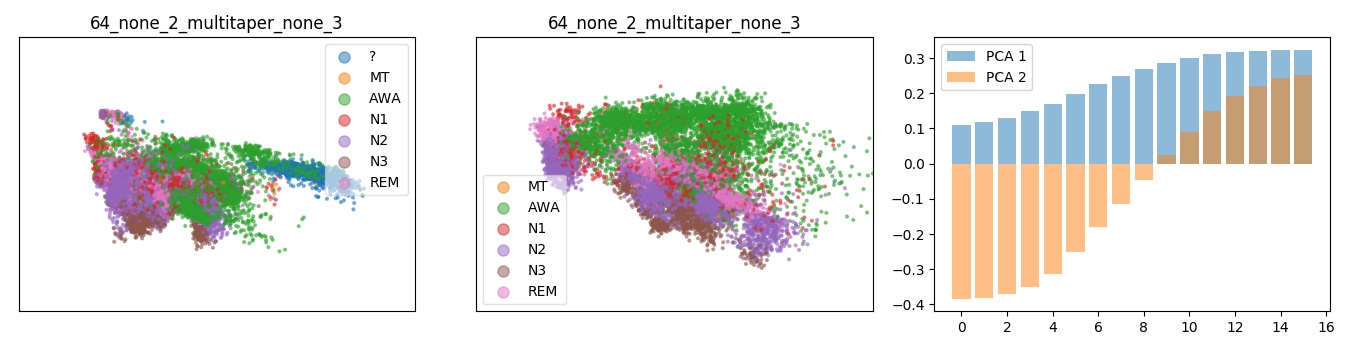 64_none_2_multitaper_none_3
?
MT
AWA
N1
N2
N3
REM
64_none_2_multitaper_none_3
MT
AWA
N1
N2
N3
REM
PCA 1
PCA 2
0.3
0.2
0.1
0.0
−0.1
−0.2
−0.3
−0.4
0 2 4 6 8 10 12 14 16